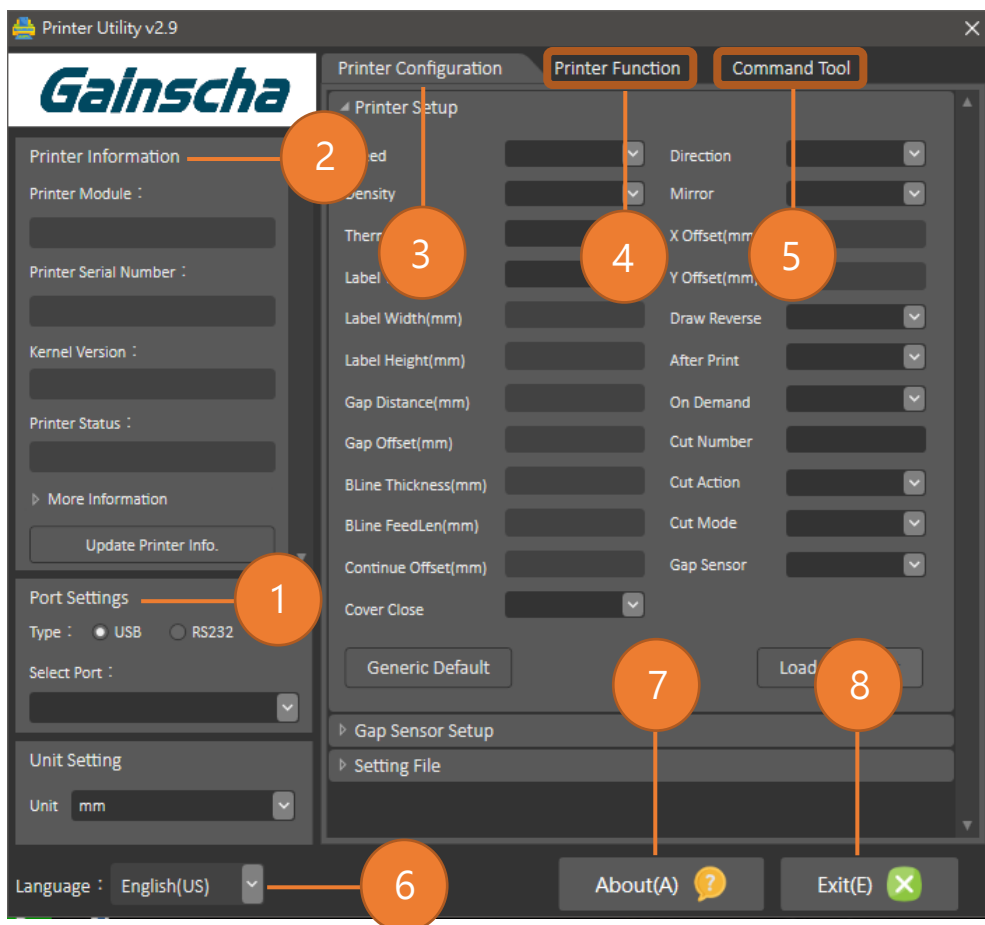 Printer Utility v2.9
Gainscha
Printer Information
2
Printer Module :
Printer Serial Number :
Kernel Version :
Printer Status :
More Information
Update Printer Info.
Port Settings
1
Type : USB RS232
Select Port :
Unit Setting
Unit mm
Printer Configuration Printer Function Command Tool
Printer Setup
Direction
Density Mirror
3 4 5
X Offset(mm
Label Y Offset(mm)
Label Width(mm) Draw Reverse
Label Height(mm) After Print
Gap Distance(mm) On Demand
Gap Offset(mm) Cut Number
BLine Thickness(mm) Cut Action
BLine FeedLen(mm) Cut Mode
Continue Offset(mm) Gap Sensor
Cover Close
Generic Default Load
7 8
Gap Sensor Setup
Setting File
Language : English(US) 6 About(A) Exit(E)